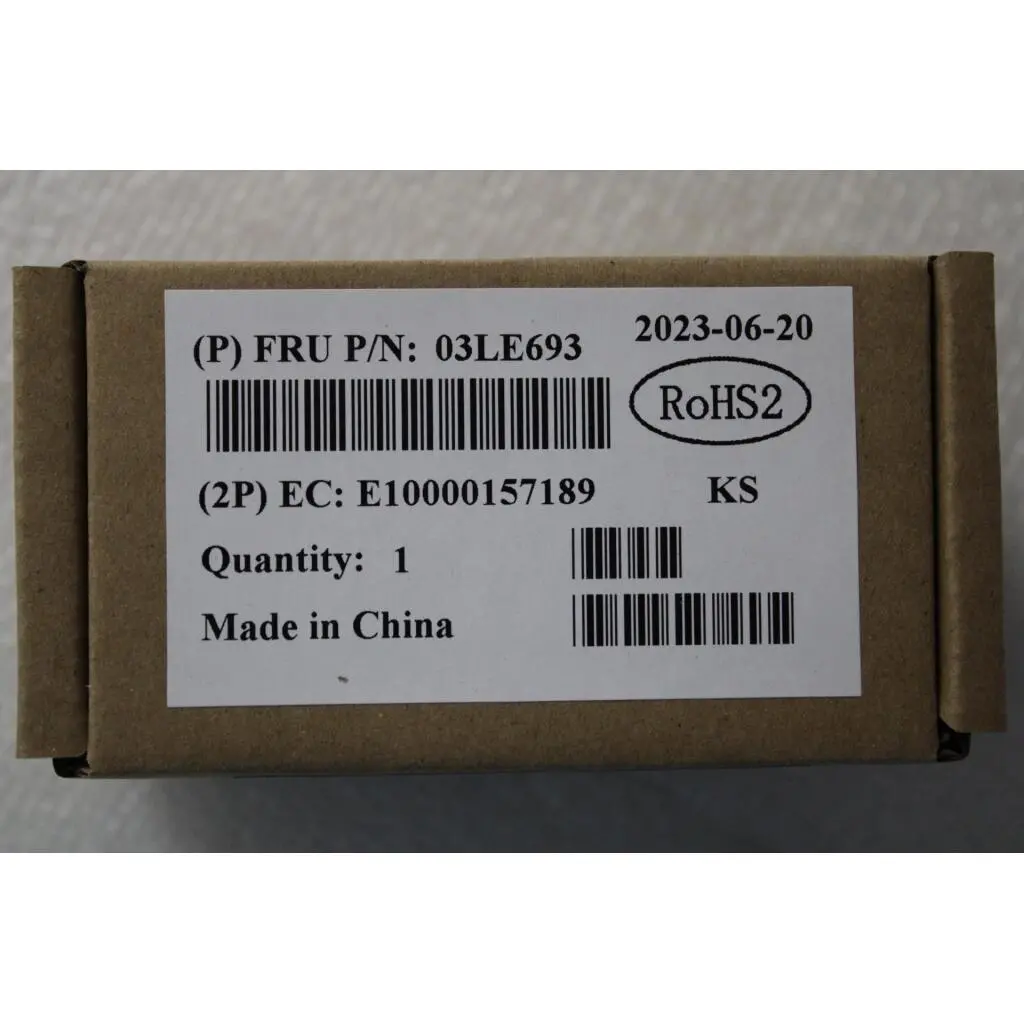 (P) FRU P/N: 03LE693
2023-06-20
RoHS2
(2P) EC: E10000157189
KS
Quantity: 1
Made in China